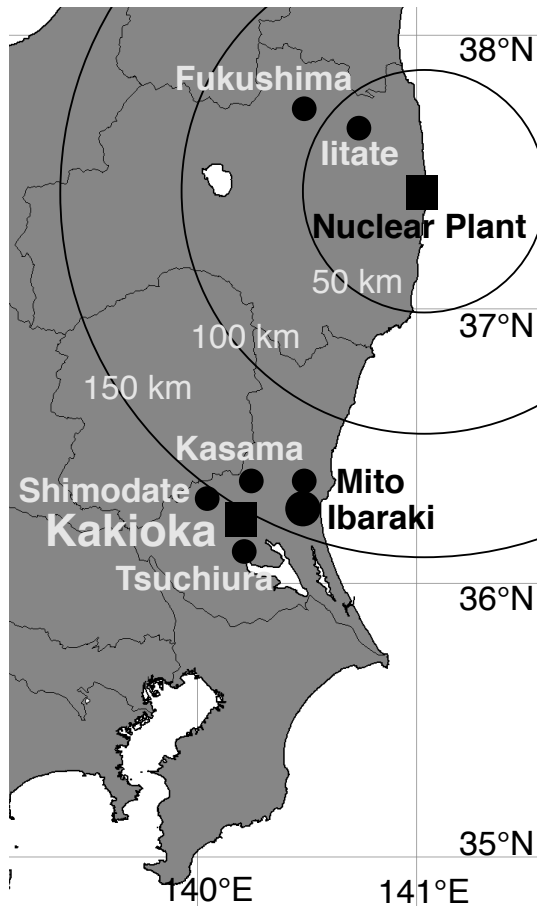 38°N
Fukushima
Iitate
Nuclear Plant
50 km
37°N
100 km
150 km
Kasama
Mito
Shimodate
Ibaraki
Kakioka
Tsuchiura
36°N
35°N
140°E
141°E